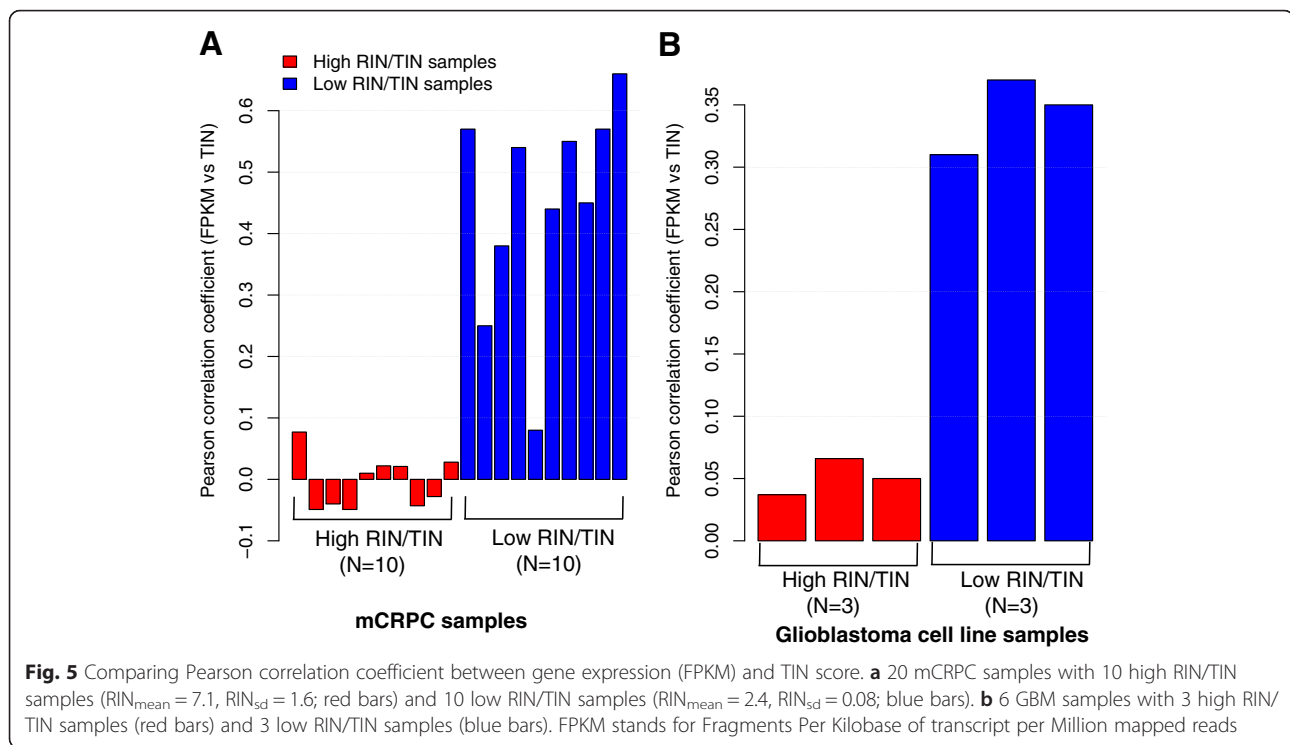 A
High RIN/TIN samples
Low RIN/TIN samples
Pearson correlation coefficient (FPKM vs TIN)
0.6
0.5
0.4
0.3
0.2
0.1
0.0
−0.1
High RIN/TIN
(N=10)
Low RIN/TIN
(N=10)
mCRPC samples
B
Pearson correlation coefficient (FPKM vs TIN)
0.35
0.30
0.25
0.20
0.15
0.10
0.05
0.00
High RIN/TIN
(N=3)
Low RIN/TIN
(N=3)
Glioblastoma cell line samples
Fig. 5 Comparing Pearson correlation coefficient between gene expression (FPKM) and TIN score. a 20 mCRPC samples with 10 high RIN/TIN
samples (RINmean = 7.1, RINsd = 1.6; red bars) and 10 low RIN/TIN samples (RINmean = 2.4, RINsd = 0.08; blue bars). b 6 GBM samples with 3 high RIN/
TIN samples (red bars) and 3 low RIN/TIN samples (blue bars). FPKM stands for Fragments Per Kilobase of transcript per Million mapped reads